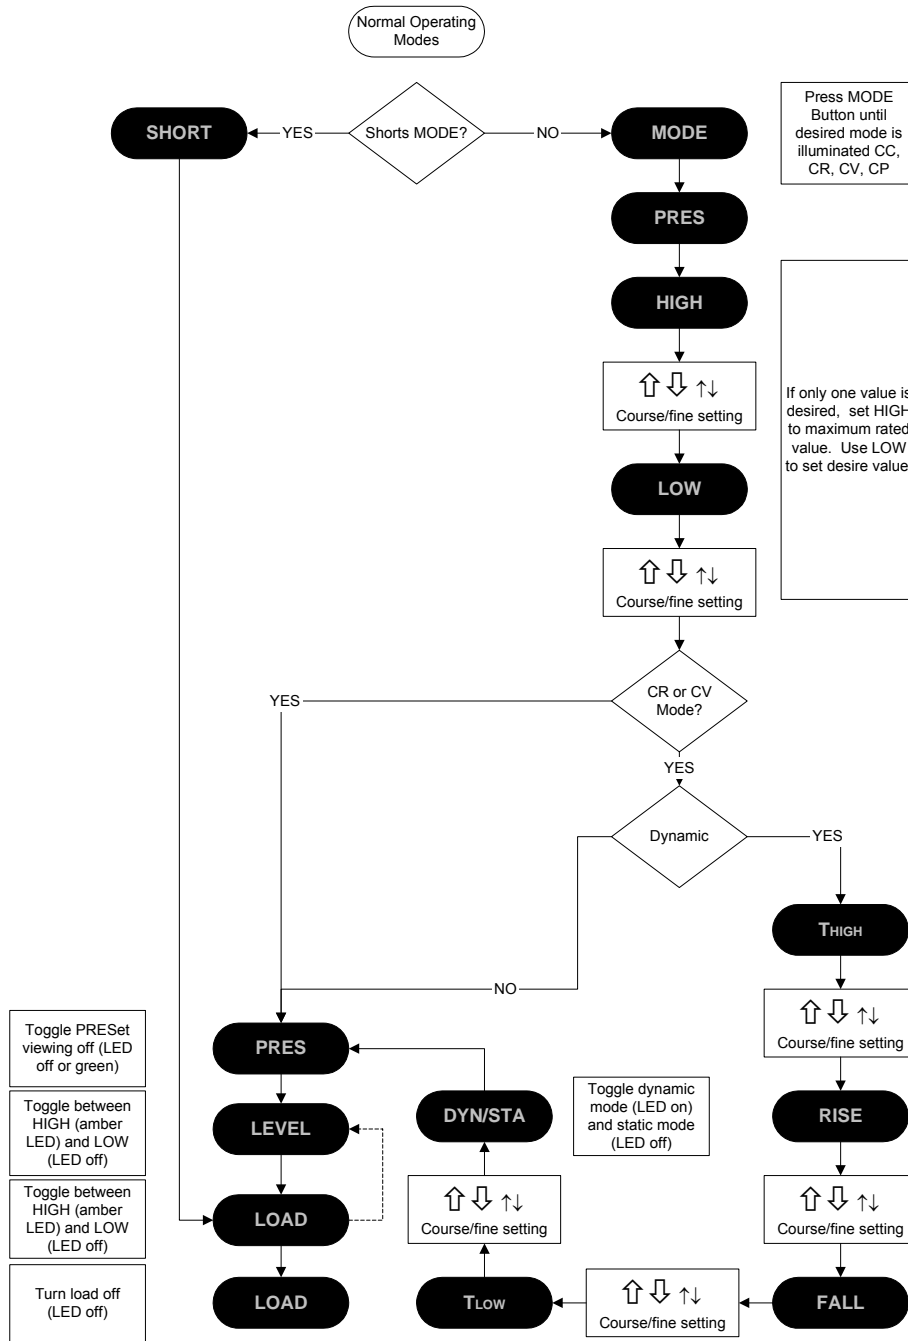 Normal Operating
Modes
SHORT
YES
Shorts MODE?
NO
MODE
Press MODE
Button until
desired mode is
illuminated CC,
CR, CV, CP
PRES
HIGH
⇧ ⇩ ↑↓
Course/fine setting
If only one value is
desired, set HIGH
to maximum rated
value. Use LOW
to set desire value
LOW
⇧ ⇩ ↑↓
Course/fine setting
CR or CV
Mode?
YES
YES
Dynamic
YES
NO
THIGH
⇧ ⇩ ↑↓
Course/fine setting
RISE
⇧ ⇩ ↑↓
Course/fine setting
FALL
⇧ ⇩ ↑↓
Course/fine setting
TLOW
⇧ ⇩ ↑↓
Course/fine setting
DYN/STA
Toggle dynamic
mode (LED on)
and static mode
(LED off)
Toggle PRESet
viewing off (LED
off or green)
PRES
Toggle between
HIGH (amber
LED) and LOW
(LED off)
LEVEL
Toggle between
HIGH (amber
LED) and LOW
(LED off)
LOAD
Turn load off
(LED off)
LOAD